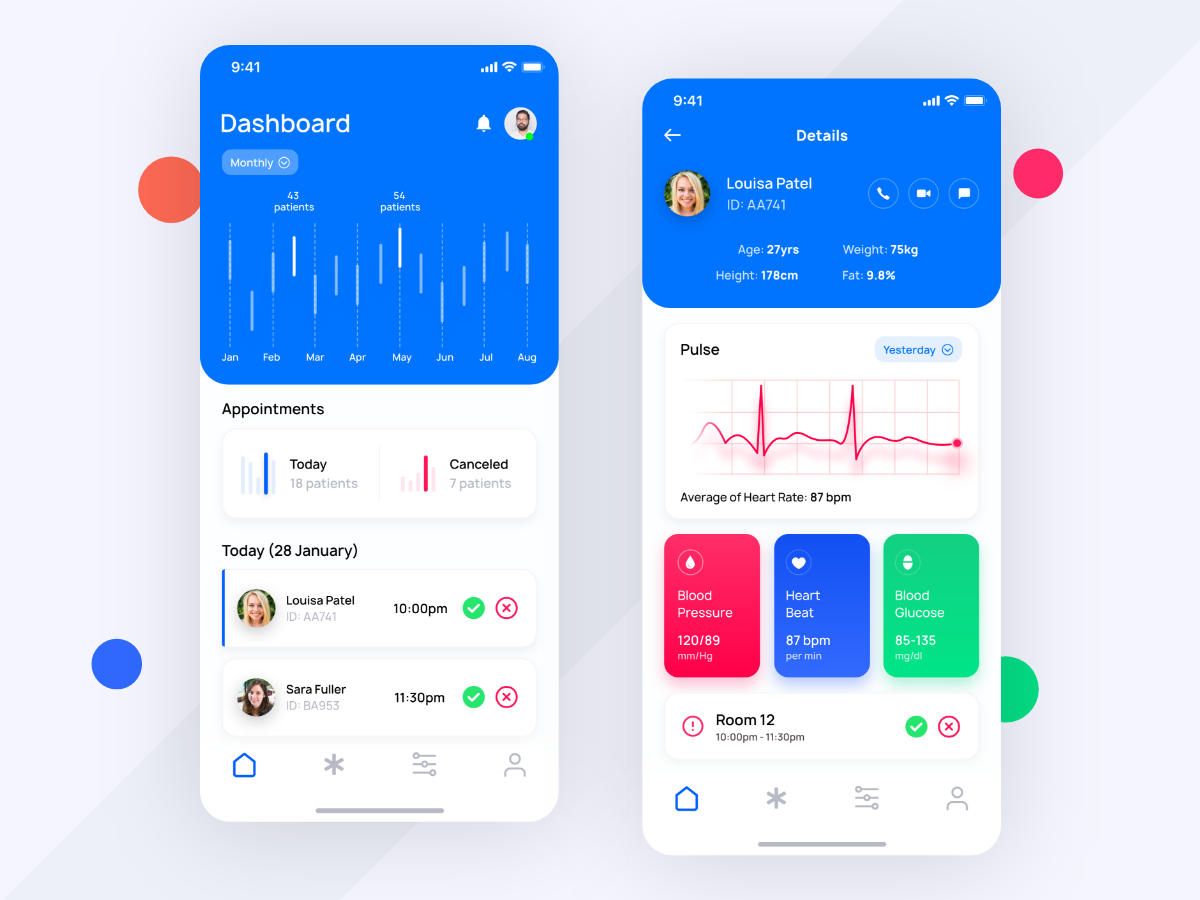 9:41
Dashboard
Monthly
43
patients
54
patients
Jan Feb Mar Apr May Jun Jul Aug
Appointments
Today
18 patients
Canceled
7 patients
Today (28 January)
Louisa Patel
ID: AA741
10:00pm
Sara Fuller
ID: BA953
11:30pm
9:41
Details
Louisa Patel
ID: AA741
Age: 27yrs
Weight: 75kg
Height: 178cm
Fat: 9.8%
Pulse
Yesterday
Average of Heart Rate: 87 bpm
Blood
Pressure
120/89
mm/Hg
Heart
Beat
87 bpm
per min
Blood
Glucose
85-135
mg/dl
Room 12
10:00pm - 11:30pm